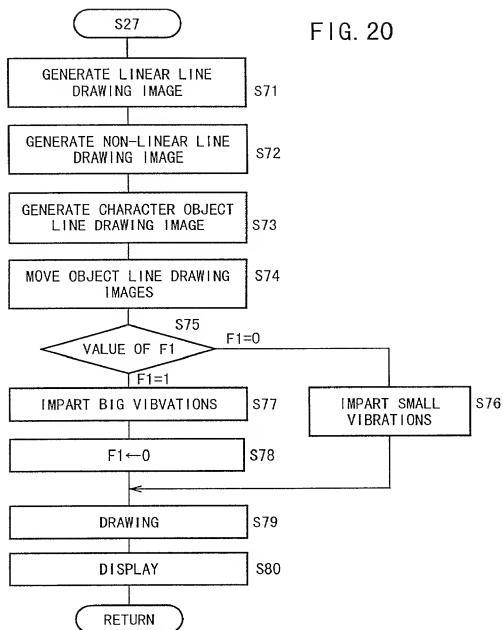 FIG. 20
S27
GENERATE LINEAR LINE
DRAWING IMAGE
S71
GENERATE NON-LINEAR LINE
DRAWING IMAGE
S72
GENERATE CHARACTER OBJECT
LINE DRAWING IMAGE
S73
MOVE OBJECT LINE DRAWING
IMAGES
S74
S75
VALUE OF F1
F1=0
F1=1
IMPART BIG VIBVATIONS
S77
IMPART SMALL
VIBRATIONS
S76
F1←0
S78
DRAWING
S79
DISPLAY
S80
RETURN